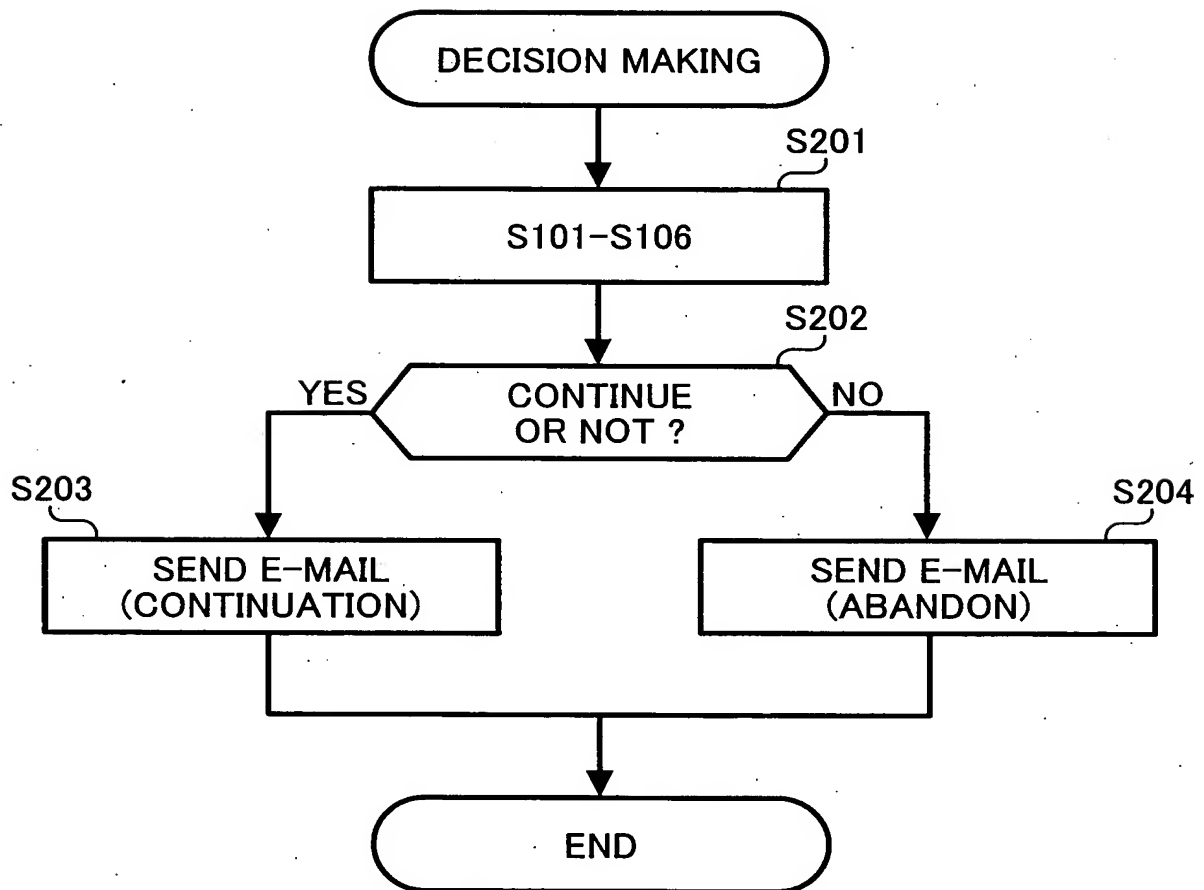 DECISION MAKING
S201
S101-S106
S202
YES
CONTINUE
OR NOT ?
NO
S203
S204
SEND E-MAIL
(CONTINUATION)
SEND E-MAIL
(ABANDON)
END